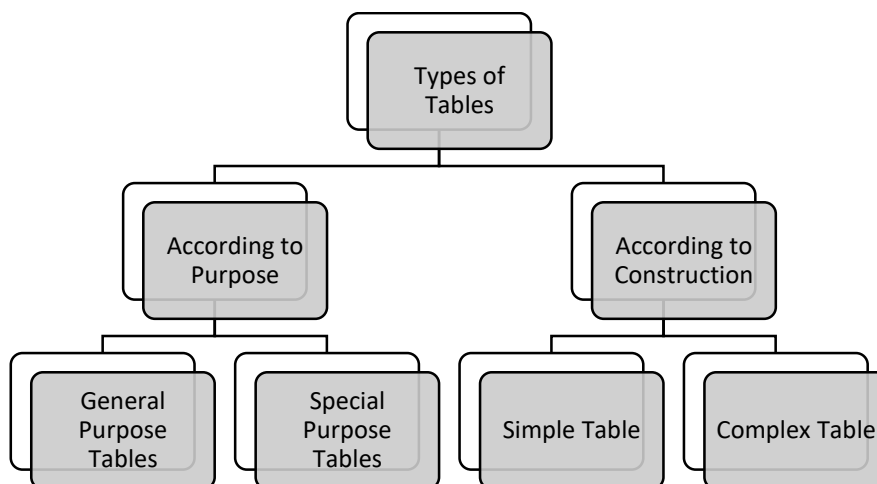 Types of
Tables
According to
Purpose
According to
Construction
General
Purpose
Tables
Special
Purpose
Tables
Simple Table
Complex Table